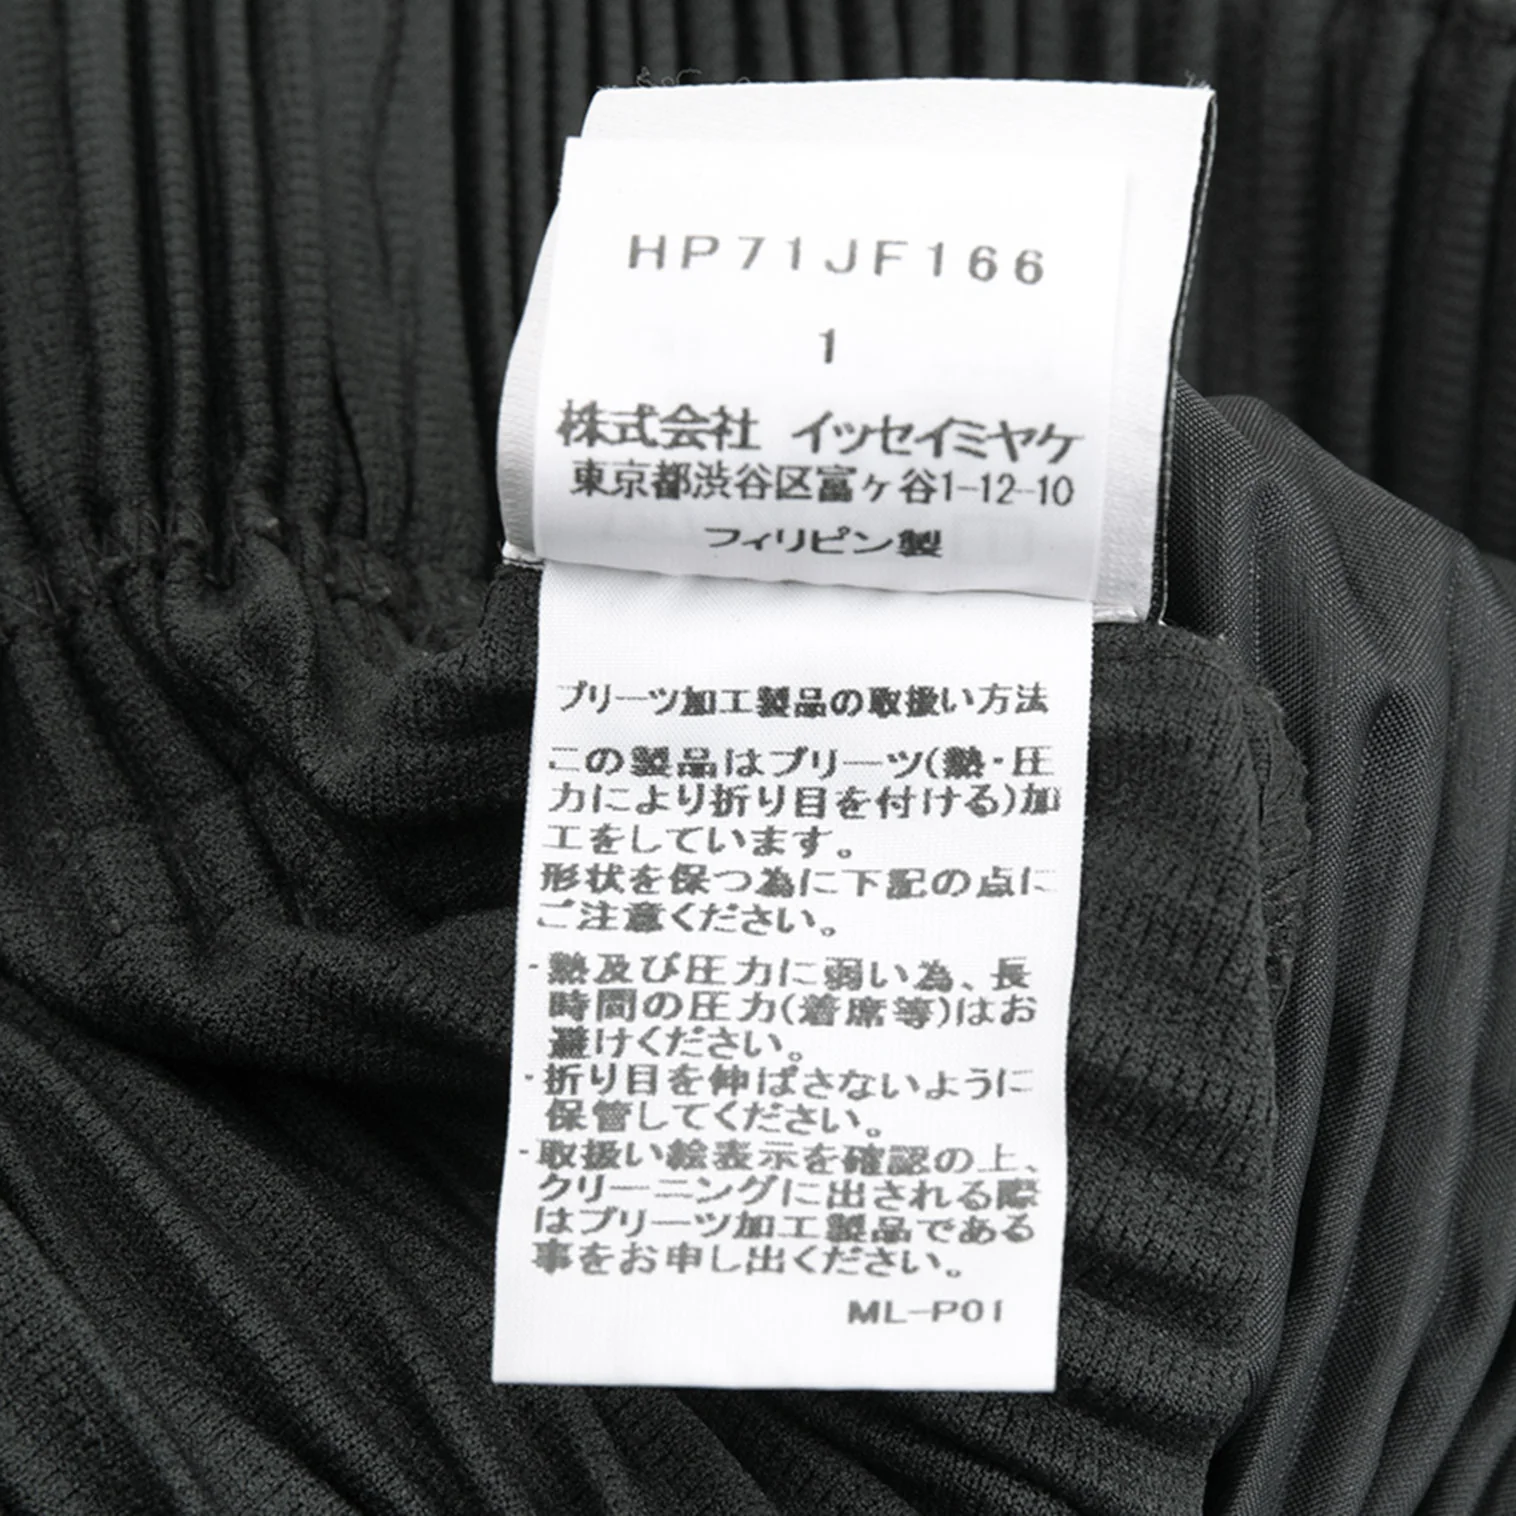 HP71JF166
1
株式会社 イッセイミヤケ
東京都渋谷区富ヶ谷1-12-10
フィリピン製
プリーツ加工製品の取扱い方法
この製品はプリーツ(熱・圧
力により折り目を付ける)加
工をしています。
形状を保つ為に下記の点に
ご注意ください。
・熱及び圧力に弱い為、長
時間の圧力(着席等)はお
避けください。
・折り目を伸ばさないように
保管してください。
・取扱い絵表示を確認の上、
クリーニングに出される際
はプリーツ加工製品である
事をお申し出ください。
ML-P01